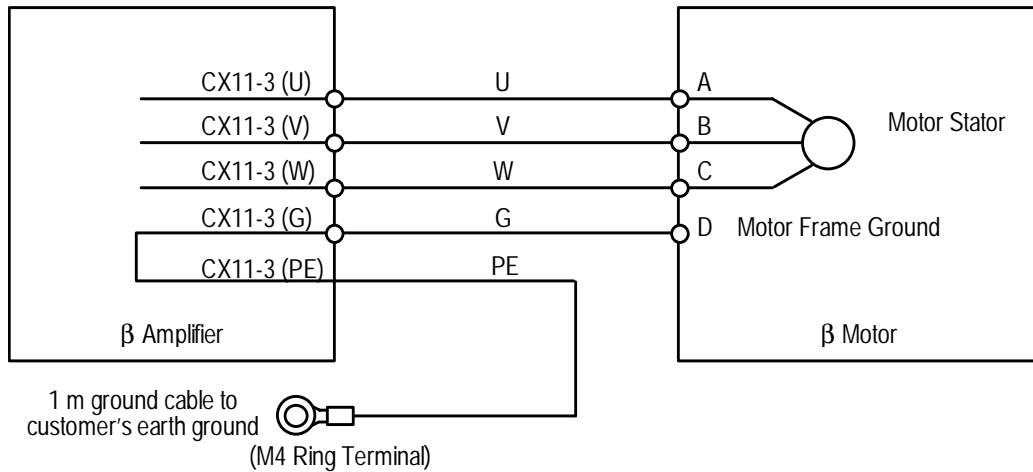 CX11-3 (U)
U
A
CX11-3 (V)
V
B
Motor Stator
CX11-3 (W)
W
C
CX11-3 (G)
G
D
Motor Frame Ground
CX11-3 (PE)
PE
β Amplifier
β Motor
1 m ground cable to
customer's earth ground
(M4 Ring Terminal)